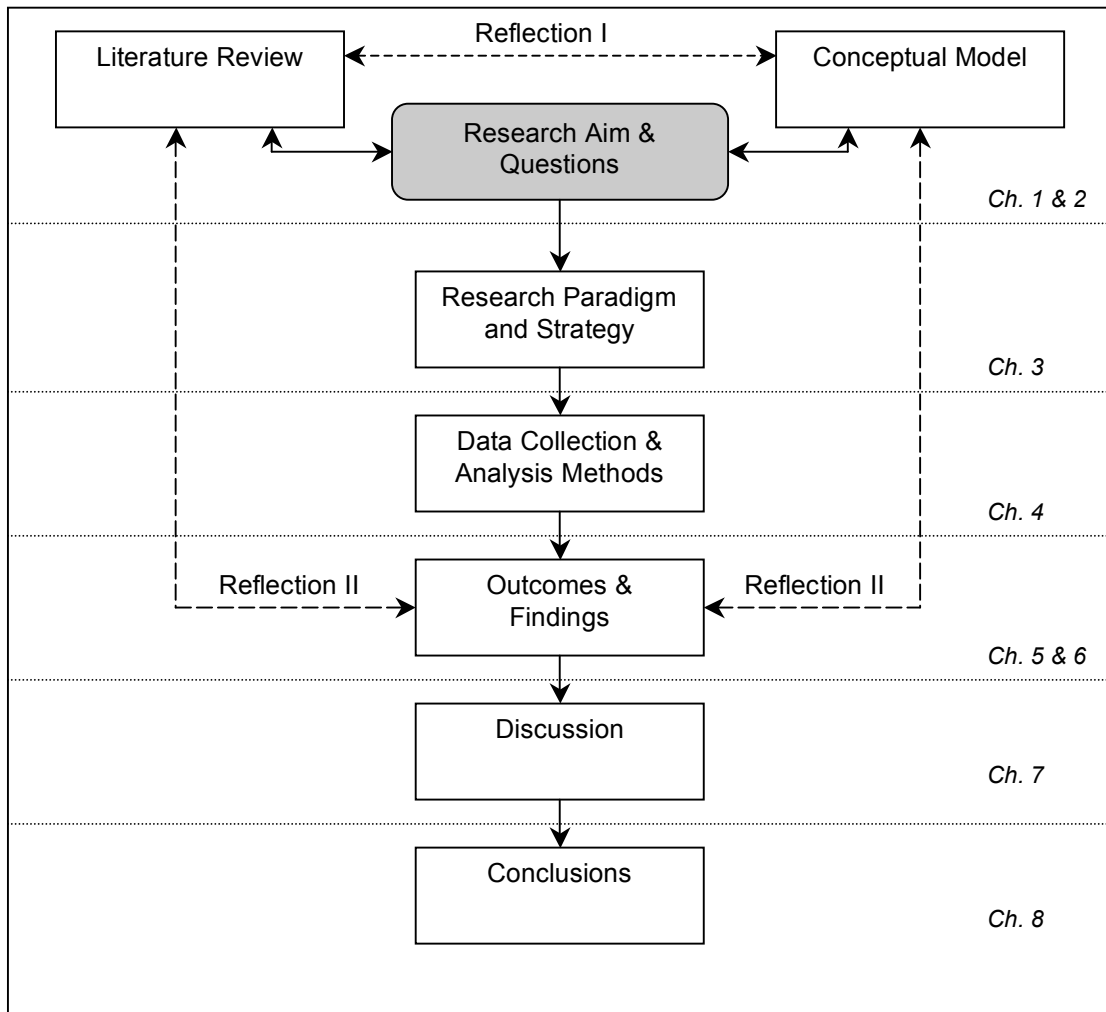 Reflection I
Literature Review
Conceptual Model
Research Aim &
Questions
Ch. 1 & 2
Research Paradigm
and Strategy
Ch. 3
Data Collection &
Analysis Methods
Ch. 4
Reflection II
Outcomes &
Findings
Reflection II
Ch. 5 & 6
Discussion
Ch. 7
Conclusions
Ch. 8